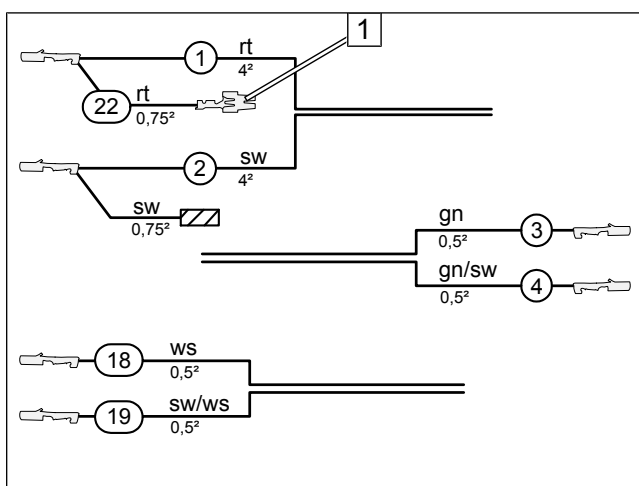 1
1 rt
4²
22 rt
0,75²
2 sw
4²
sw
0,75²
gn 3
0,5²
gn/sw 4
0,5²
18 ws
0,5²
19 sw/ws
0,5²